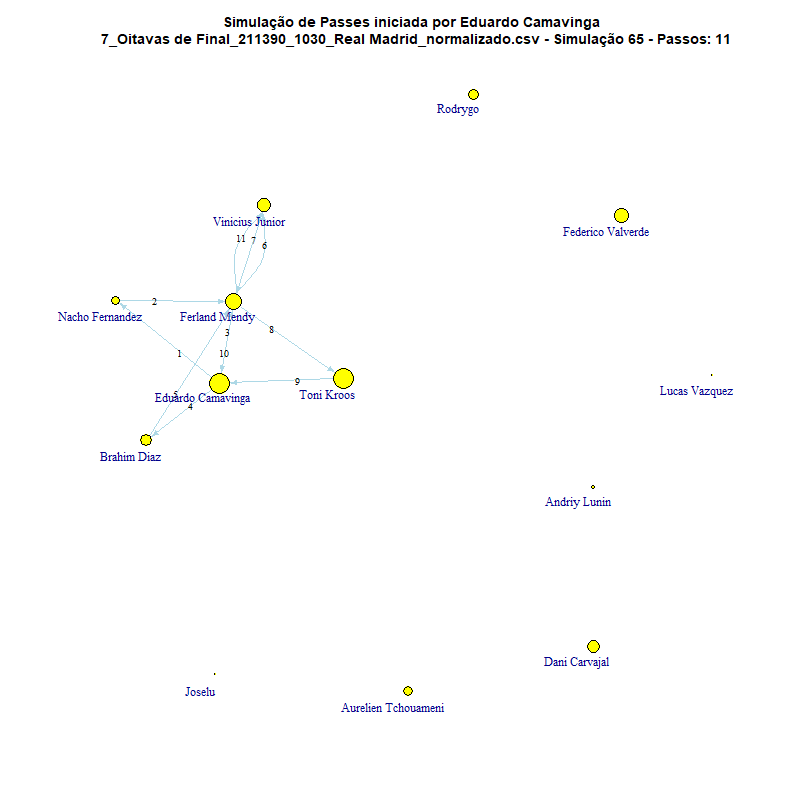 Simulação de Passes iniciada por Eduardo Camavinga
7_Oitavas de Final_211390_1030_Real Madrid_normalizado.csv - Simulação 65 - Passos: 11
Rodrygo
Vinicius Junior
Federico Valverde
11
7
6
2
Nacho Fernandez
Ferland Mendy
8
3
1
10
9
Lucas Vazquez
Eduardo Camavinga
Toni Kroos
5
4
Brahim Diaz
Andriy Lunin
Dani Carvajal
Joselu
Aurelien Tchouameni